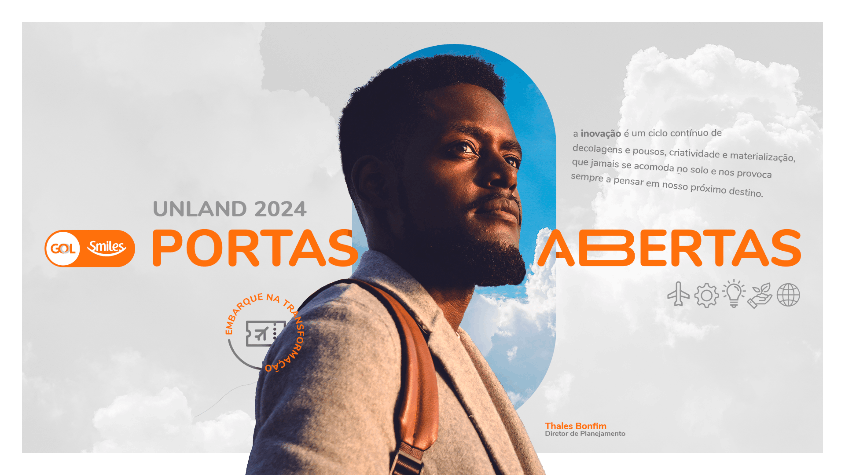 a inovação é um ciclo contínuo de
decolagens e pousos, criatividade e materialização,
que jamais se acomoda no solo e nos provoca
sempre a pensar em nosso próximo destino.
UNLAND 2024
GOL Smiles
PORTAS ABERTAS
EMBARQUE NA TRANSFORMAÇÃO
Thales Bonfim
Diretor de Planejamento